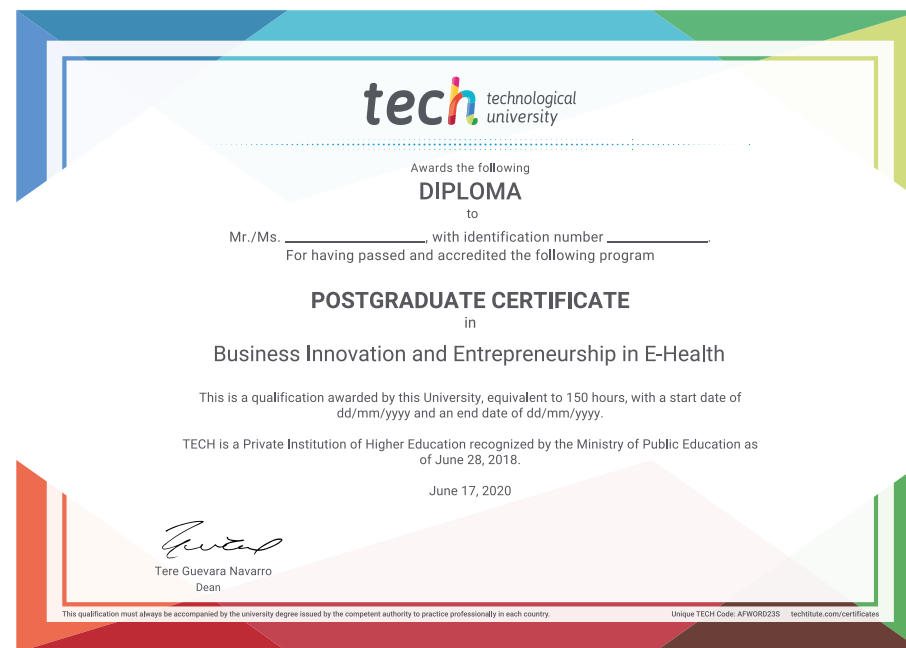 tech technological
university
Awards the following
DIPLOMA
to
Mr./Ms. ____________, with identification number ____________.
For having passed and accredited the following program
POSTGRADUATE CERTIFICATE
in
Business Innovation and Entrepreneurship in E-Health
This is a qualification awarded by this University, equivalent to 150 hours, with a start date of
dd/mm/yyyy and an end date of dd/mm/yyyy.
TECH is a Private Institution of Higher Education recognized by the Ministry of Public Education as
of June 28, 2018.
June 17, 2020
Tere Guevara Navarro
Dean
This qualification must always be accompanied by the university degree issued by the competent authority to practice professionally in each country. Unique TECH Code: AFWORD23S techtitute.com/certificates